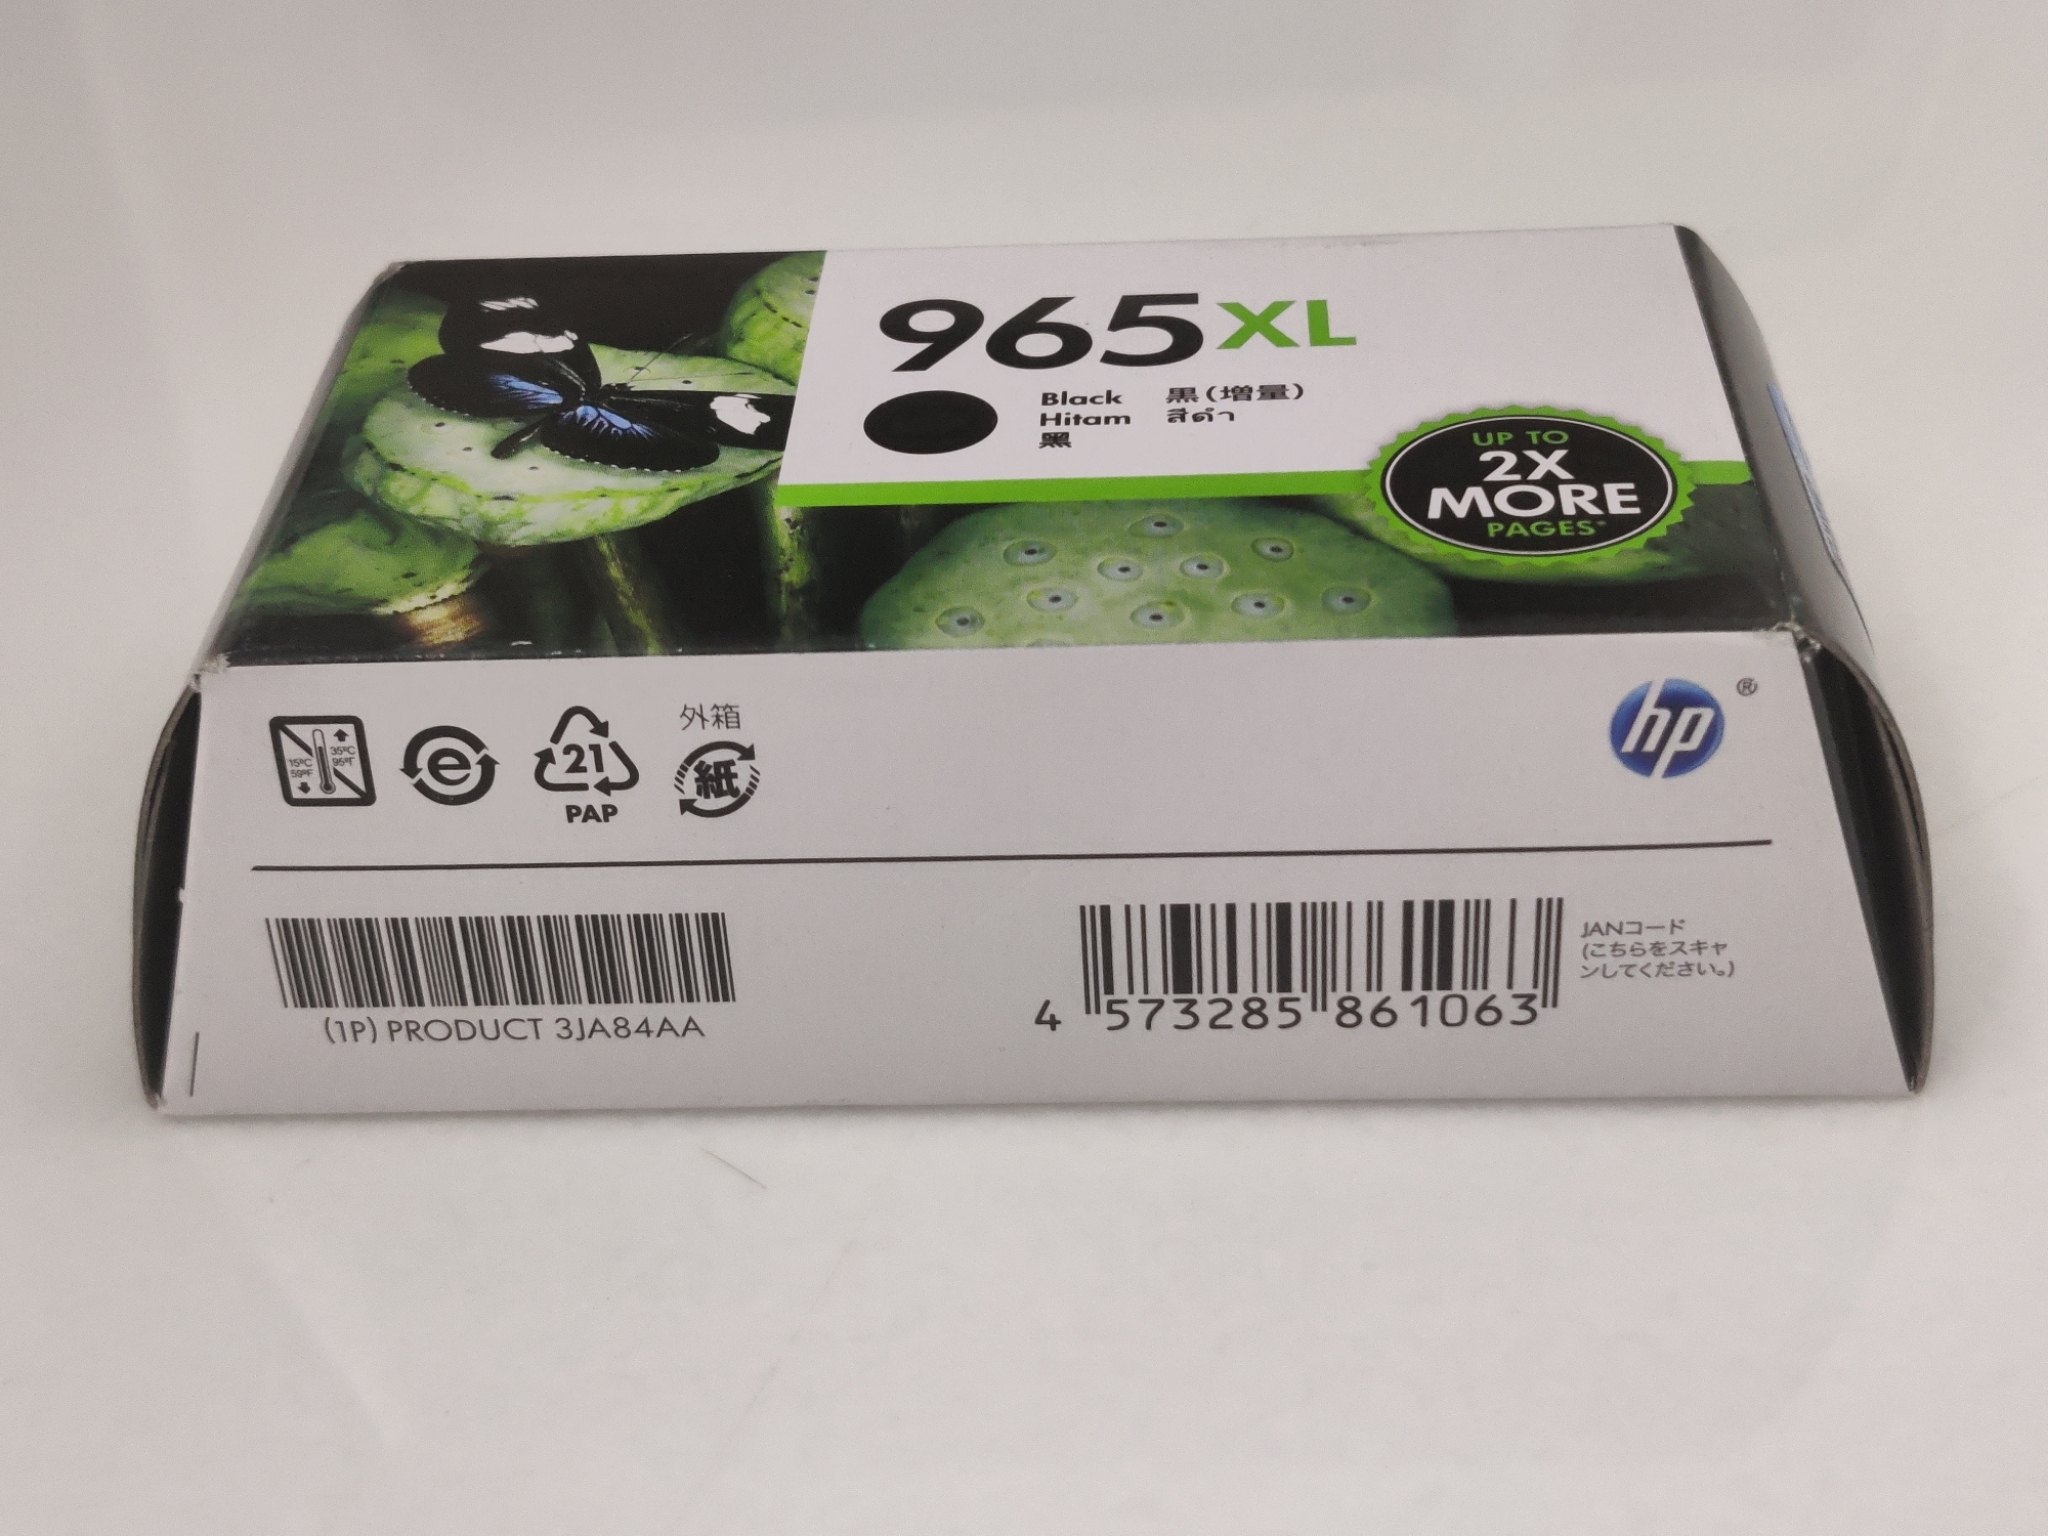 965XL
Black 黒(増量)
Hitam สีดำ
黑
UP TO
2X
MORE
PAGES*
外箱
35°C
95°F
15°C
59°F
e
21
紙
PAP
hp ®
(1P) PRODUCT 3JA84AA
4 573285 861063
JANコード
(こちらをスキャ
ンしてください。)